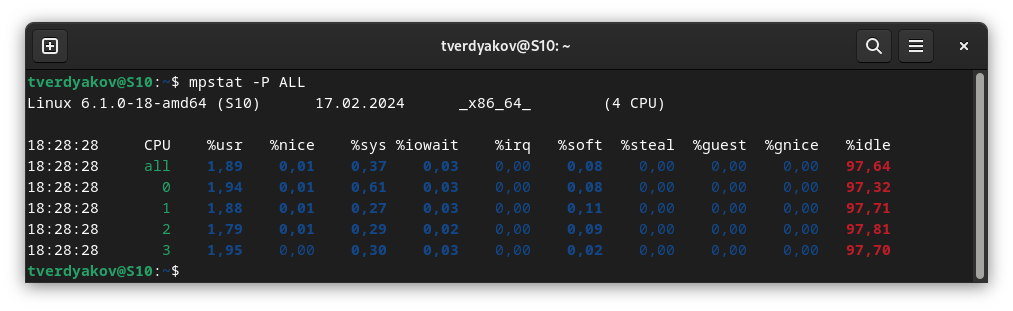 tverdyakov@S10: ~
tverdyakov@S10:~$ mpstat -P ALL
Linux 6.1.0-18-amd64 (S10)      17.02.2024      _x86_64_        (4 CPU)

18:28:28     CPU    %usr   %nice    %sys %iowait    %irq   %soft  %steal  %guest  %gnice   %idle
18:28:28     all    1,89    0,01    0,37    0,03    0,00    0,08    0,00    0,00    0,00   97,64
18:28:28       0    1,94    0,01    0,61    0,03    0,00    0,08    0,00    0,00    0,00   97,32
18:28:28       1    1,88    0,01    0,27    0,03    0,00    0,11    0,00    0,00    0,00   97,71
18:28:28       2    1,79    0,01    0,29    0,02    0,00    0,09    0,00    0,00    0,00   97,81
18:28:28       3    1,95    0,00    0,30    0,03    0,00    0,02    0,00    0,00    0,00   97,70
tverdyakov@S10:~$